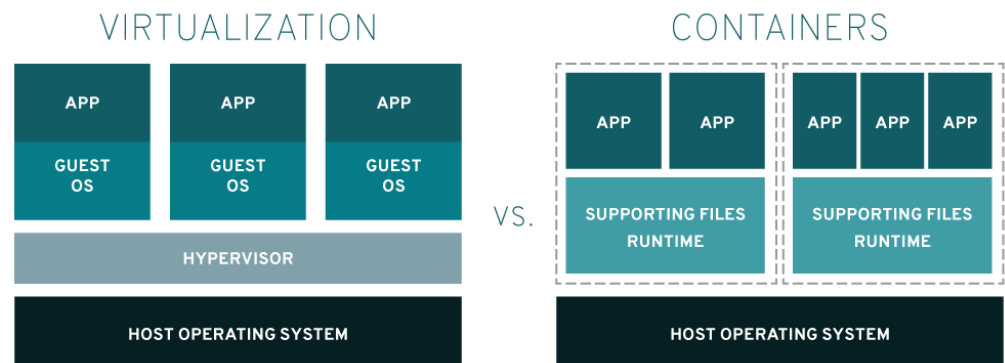 VIRTUALIZATION
APP
GUEST
OS
APP
GUEST
OS
APP
GUEST
OS
HYPERVISOR
HOST OPERATING SYSTEM
VS.
CONTAINERS
APP
APP
SUPPORTING FILES
RUNTIME
APP
APP
APP
SUPPORTING FILES
RUNTIME
HOST OPERATING SYSTEM